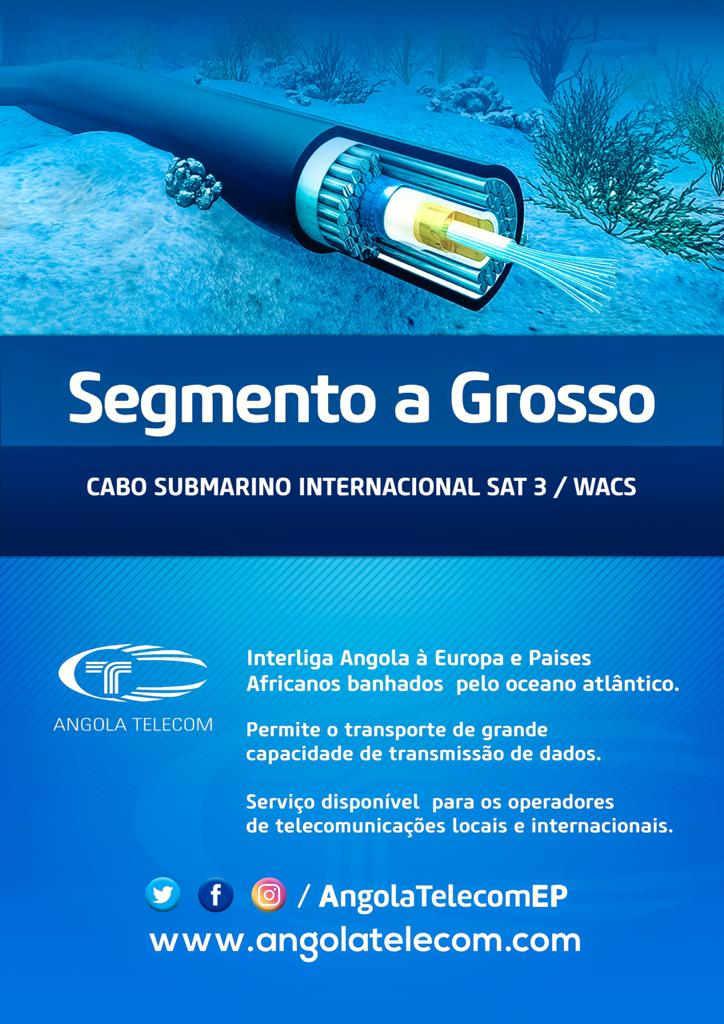 Segmento a Grosso
CABO SUBMARINO INTERNACIONAL SAT 3 / WACS
ANGOLA TELECOM
Interliga Angola à Europa e Paises
Africanos banhados pelo oceano atlântico.
Permite o transporte de grande
capacidade de transmissão de dados.
Serviço disponível para os operadores
de telecomunicações locais e internacionais.
/ AngolaTelecomEP
www.angolatelecom.com